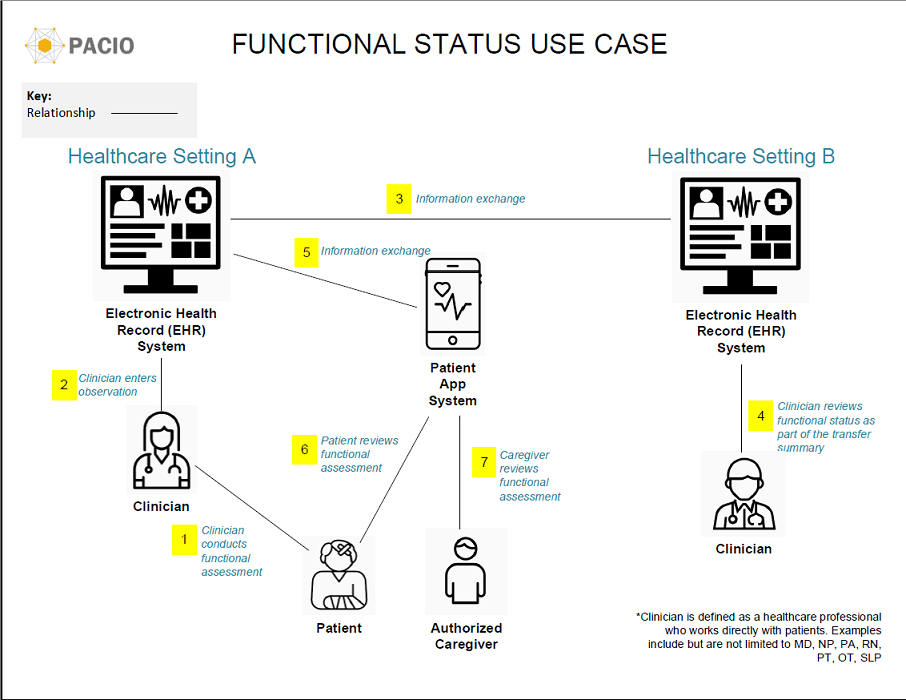 PACIO
FUNCTIONAL STATUS USE CASE
Key:
Relationship
Healthcare Setting A
Healthcare Setting B
3
Information exchange
5
Information exchange
Electronic Health
Record (EHR)
System
Electronic Health
Record (EHR)
System
Patient
App
System
2
Clinician enters
observation
4
Clinician reviews
functional status as
part of the transfer
summary
6
Patient reviews
functional
assessment
7
Caregiver
reviews
functional
assessment
Clinician
1
Clinician
conducts
functional
assessment
Clinician
Patient
Authorized
Caregiver
*Clinician is defined as a healthcare professional
who works directly with patients. Examples
include but are not limited to MD, NP, PA, RN,
PT, OT, SLP